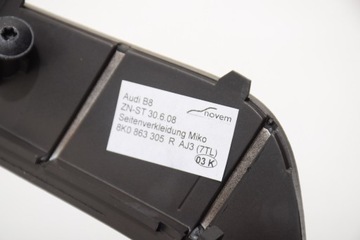 Audi B8
ZN-ST 30.6.08
Seitenverkleidung Miko
8K0 863 305 R AJ3 (7TL)
novem
03 K